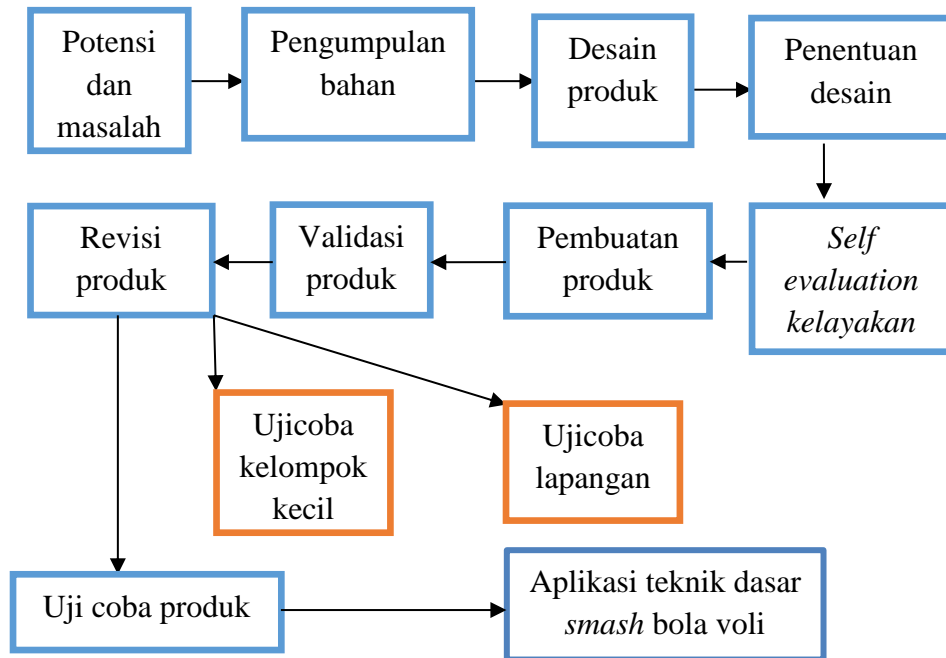 Potensi
dan
masalah
Pengumpulan
bahan
Desain
produk
Penentuan
desain
Self
evaluation
kelayakan
Pembuatan
produk
Validasi
produk
Revisi
produk
Ujicoba
kelompok
kecil
Ujicoba
lapangan
Uji coba produk
Aplikasi teknik dasar
smash bola voli